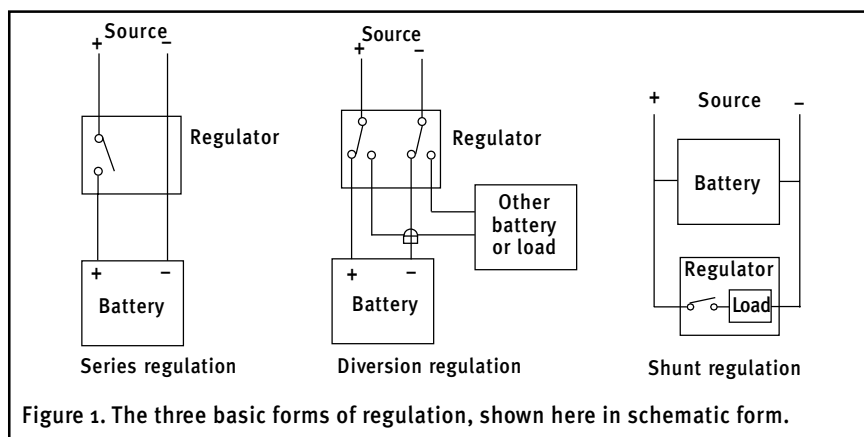 Source
+ −
Regulator
+ −
Battery
Series regulation
Source
+ −
Regulator
Other
battery
or load
+ −
Battery
Diversion regulation
+ Source −
Battery
Regulator
Load
Shunt regulation
Figure 1. The three basic forms of regulation, shown here in schematic form.